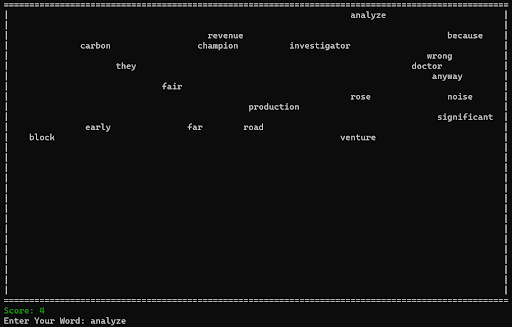 analyze
revenue because
carbon champion investigator
wrong
they doctor
anyway
fair
rose noise
production
significant
early far road
block venture
Score: 4
Enter Your Word: analyze